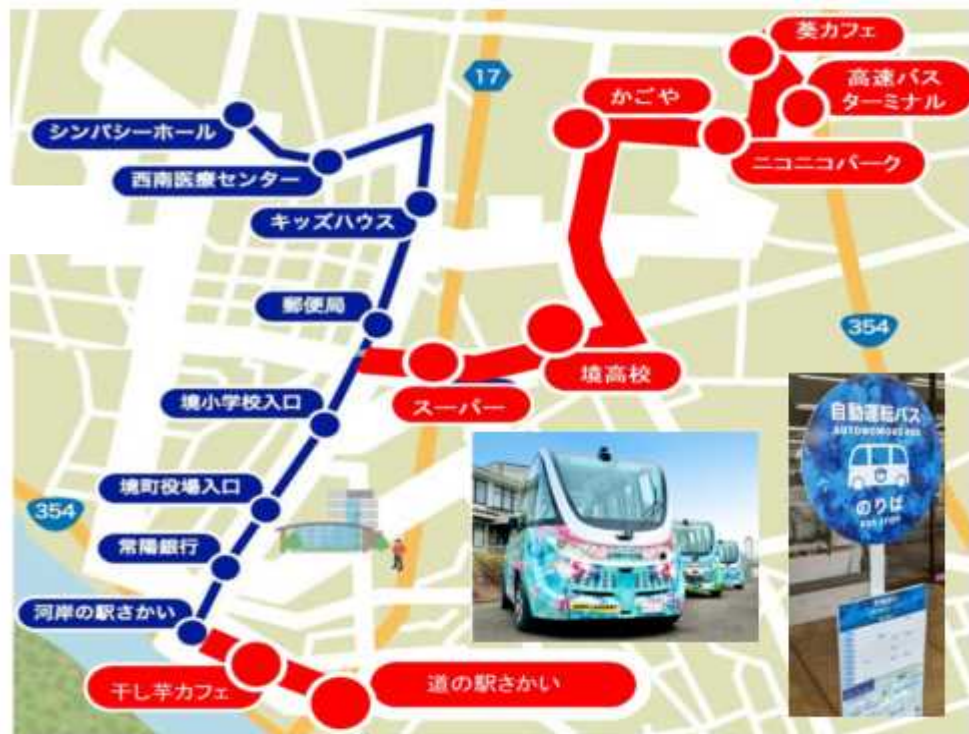 葵カフェ
高速バス
ターミナル
17
かごや
ニコニコパーク
シンパシーホール
西南医療センター
キッズハウス
郵便局
354
境高校
スーパー
境小学校入口
自動運転バス
AUTONOMOUS BUS
のりば
BUS STOP
境町役場入口
354
常陽銀行
河岸の駅さかい
干し芋カフェ
道の駅さかい